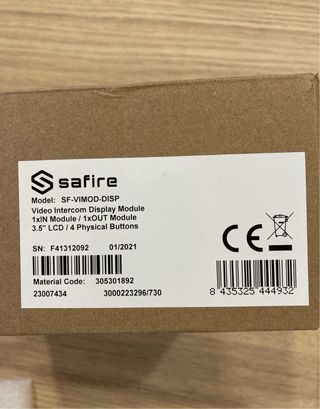 safire
Model: SF-VIMOD-DISP
Video Intercom Display Module
1xIN Module / 1xOUT Module
3.5" LCD / 4 Physical Buttons
SN: F41312092 01/2021
CE
Material Code: 305301892
23007434 3000223296/730
8 435325 444932